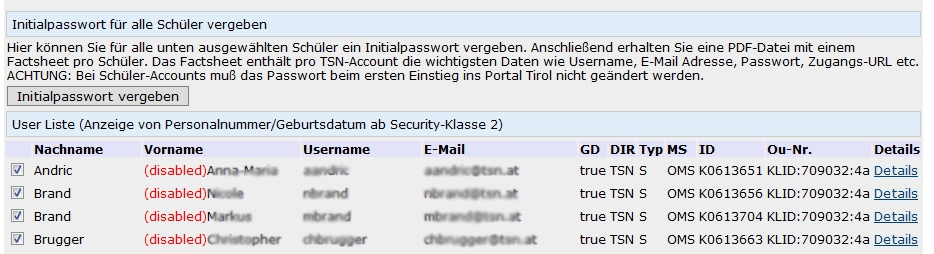 Initialpasswort für alle Schüler vergeben
Hier können Sie für alle unten ausgewählten Schüler ein Initialpasswort vergeben. Anschließend erhalten Sie eine PDF-Datei mit einem
Factsheet pro Schüler. Das Factsheet enthält pro TSN-Account die wichtigsten Daten wie Username, E-Mail Adresse, Passwort, Zugangs-URL etc.
ACHTUNG: Bei Schüler-Accounts muß das Passwort beim ersten Einstieg ins Portal Tirol nicht geändert werden.
Initialpasswort vergeben
User Liste (Anzeige von Personalnummer/Geburtsdatum ab Security-Klasse 2)
Nachname Vorname Username E-Mail GD DIR Typ MS ID Ou-Nr. Details
Andric (disabled) true TSN S OMS K0613651 KLID:709032:4a Details
Brand (disabled) true TSN S OMS K0613656 KLID:709032:4a Details
Brand (disabled) true TSN S OMS K0613704 KLID:709032:4a Details
Brugger (disabled) true TSN S OMS K0613663 KLID:709032:4a Details